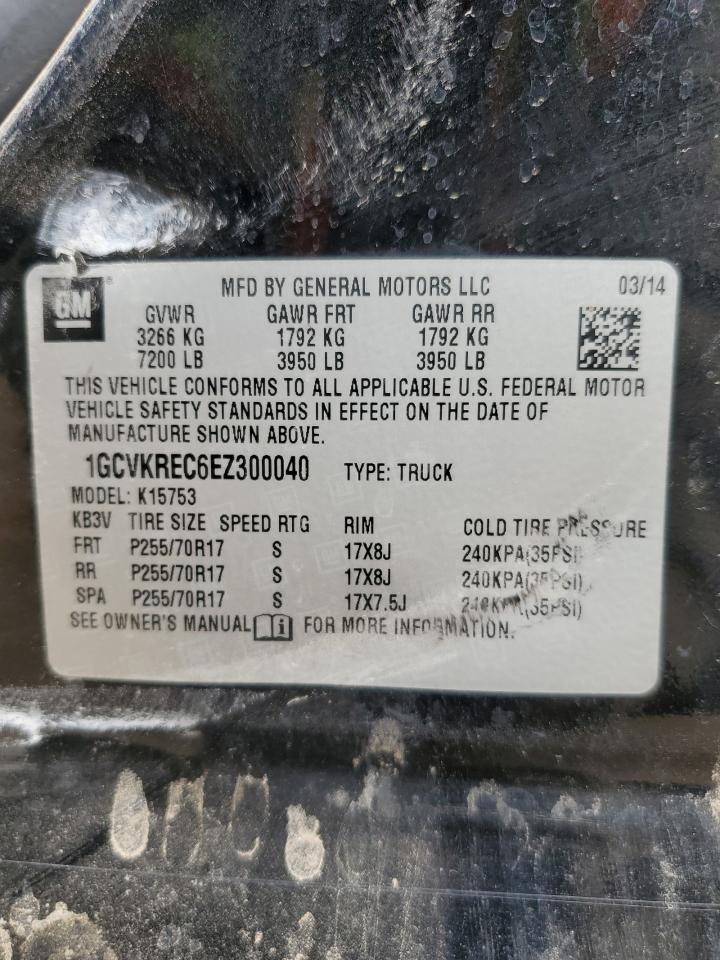 GM
MFD BY GENERAL MOTORS LLC 03/14
GVWR GAWR FRT GAWR RR
3266 KG 1792 KG 1792 KG
7200 LB 3950 LB 3950 LB
THIS VEHICLE CONFORMS TO ALL APPLICABLE U.S. FEDERAL MOTOR
VEHICLE SAFETY STANDARDS IN EFFECT ON THE DATE OF
MANUFACTURE SHOWN ABOVE.
1GCVKREC6EZ300040 TYPE: TRUCK
MODEL: K15753
KB3V TIRE SIZE SPEED RTG RIM COLD TIRE PRESSURE
FRT P255/70R17 S 17X8J 240KPA(35PSI)
RR P255/70R17 S 17X8J 240KPA(35PSI)
SPA P255/70R17 S 17X7.5J 240KPA(35PSI)
SEE OWNER'S MANUAL FOR MORE INFORMATION.